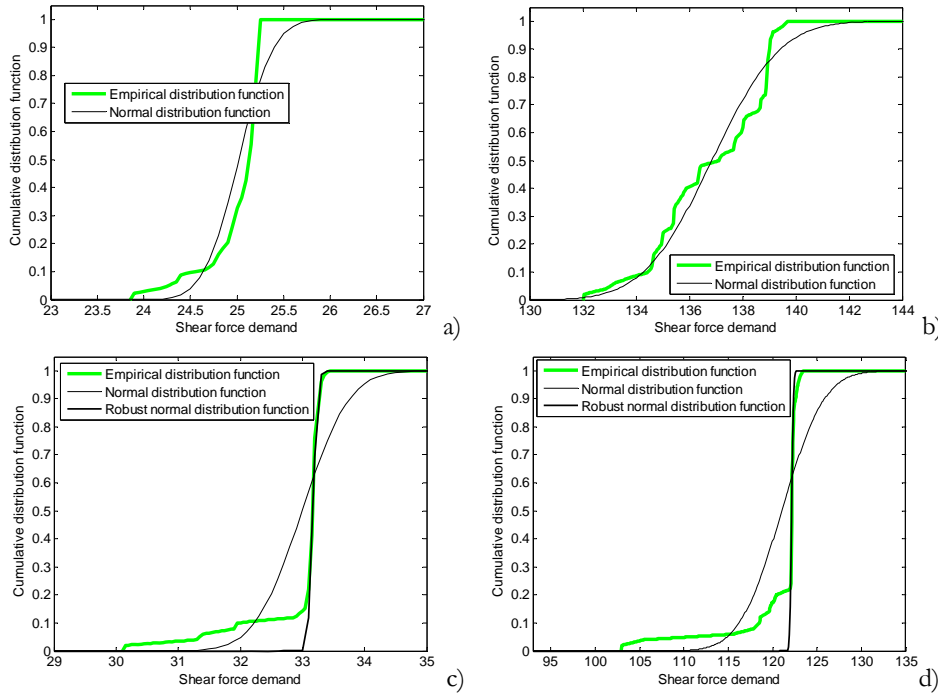 1
0.9
0.8
0.7
0.6
0.5
0.4
0.3
0.2
0.1
0
Cumulative distribution function
Empirical distribution function
Normal distribution function
23 23.5 24 24.5 25 25.5 26 26.5 27
Shear force demand
a)
1
0.9
0.8
0.7
0.6
0.5
0.4
0.3
0.2
0.1
0
Cumulative distribution function
Empirical distribution function
Normal distribution function
130 132 134 136 138 140 142 144
Shear force demand
b)
1
0.9
0.8
0.7
0.6
0.5
0.4
0.3
0.2
0.1
0
Cumulative distribution function
Empirical distribution function
Normal distribution function
Robust normal distribution function
29 30 31 32 33 34 35
Shear force demand
c)
1
0.9
0.8
0.7
0.6
0.5
0.4
0.3
0.2
0.1
0
Cumulative distribution function
Empirical distribution function
Normal distribution function
Robust normal distribution function
95 100 105 110 115 120 125 130 135
Shear force demand
d)